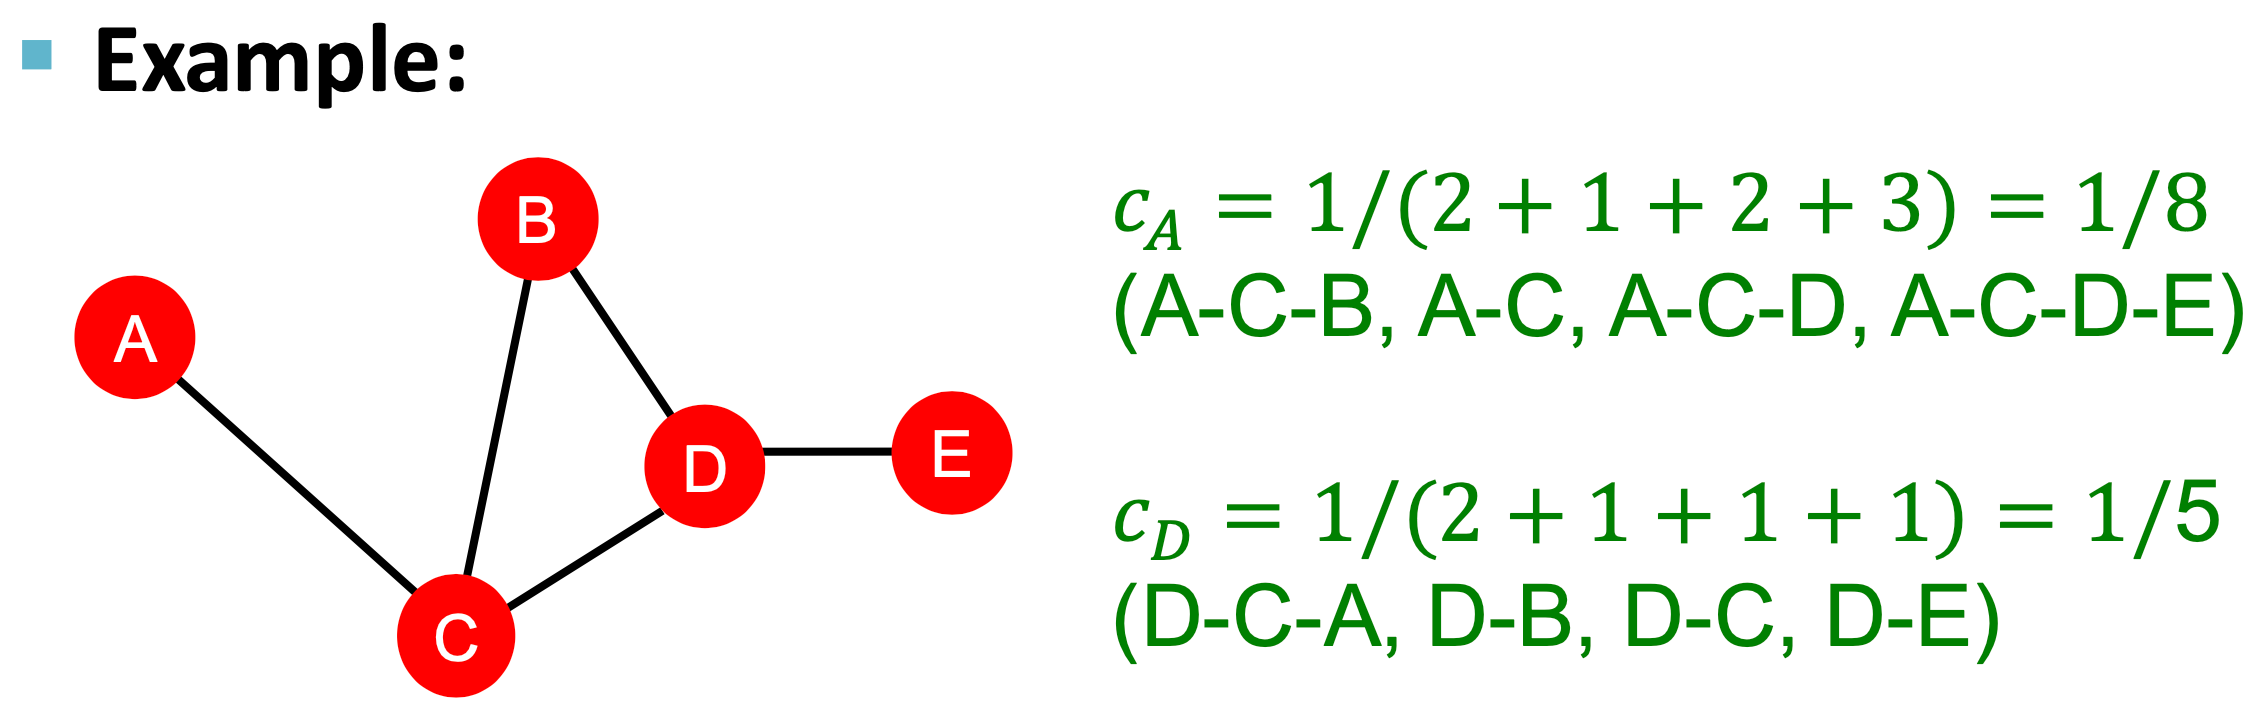 Example:
B
A
D
E
C
c_A = 1/(2 + 1 + 2 + 3) = 1/8
(A-C-B, A-C, A-C-D, A-C-D-E)
c_D = 1/(2 + 1 + 1 + 1) = 1/5
(D-C-A, D-B, D-C, D-E)